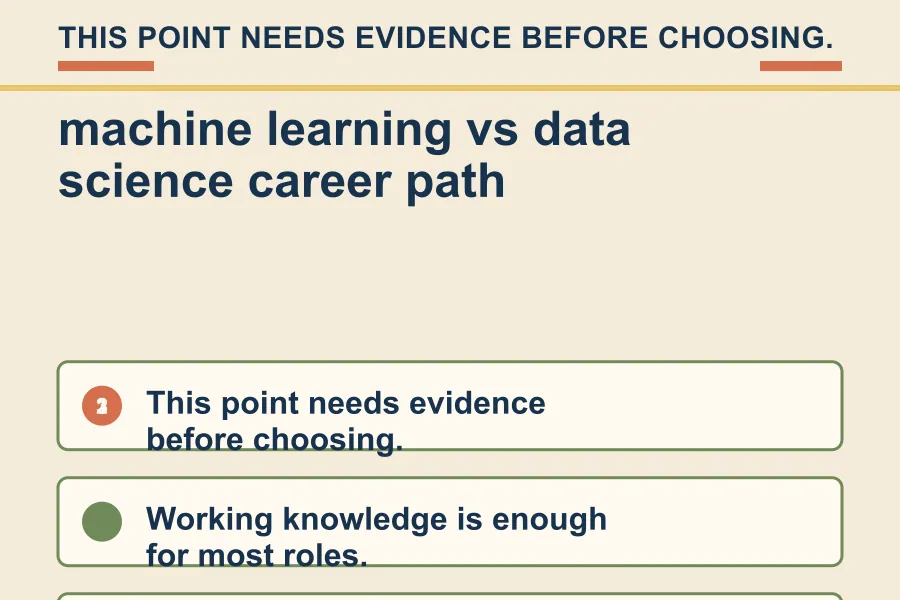 THIS POINT NEEDS EVIDENCE BEFORE CHOOSING.
machine learning vs data
science career path
This point needs evidence
before choosing.
Working knowledge is enough
for most roles.